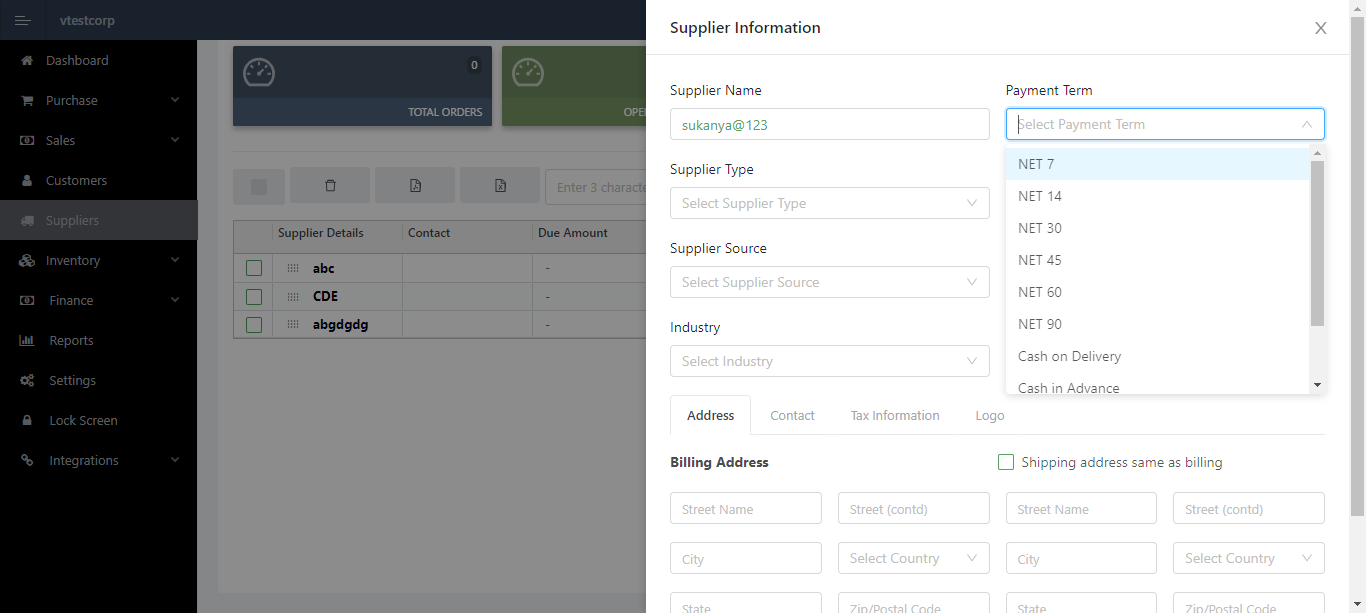 vtestcorp
Dashboard
Purchase
Sales
Customers
Suppliers
Inventory
Finance
Reports
Settings
Lock Screen
Integrations
0
TOTAL ORDERS
OPE
Enter 3 characte
Supplier Details Contact Due Amount
abc -
CDE -
abgdgdg -
Supplier Information
Supplier Name
sukanya@123
Payment Term
Select Payment Term
NET 7
NET 14
NET 30
NET 45
NET 60
NET 90
Cash on Delivery
Cash in Advance
Supplier Type
Select Supplier Type
Supplier Source
Select Supplier Source
Industry
Select Industry
Address Contact Tax Information Logo
Billing Address Shipping address same as billing
Street Name Street (contd) Street Name Street (contd)
City Select Country City Select Country
State Zip/Postal Code State Zip/Postal Code